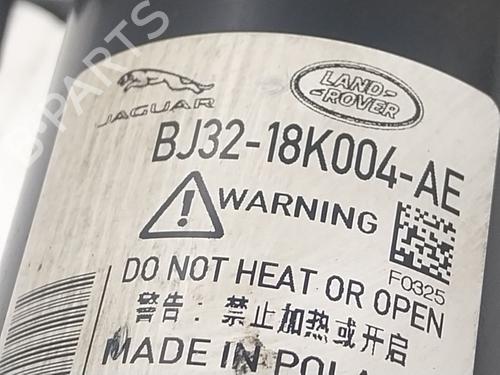 B-PARTS
JAGUAR
LAND-
-ROVER
BJ32-18K004-AE
WARNING
F0325
DO NOT HEAT OR OPEN
警告: 禁止加热或开启
MADE IN